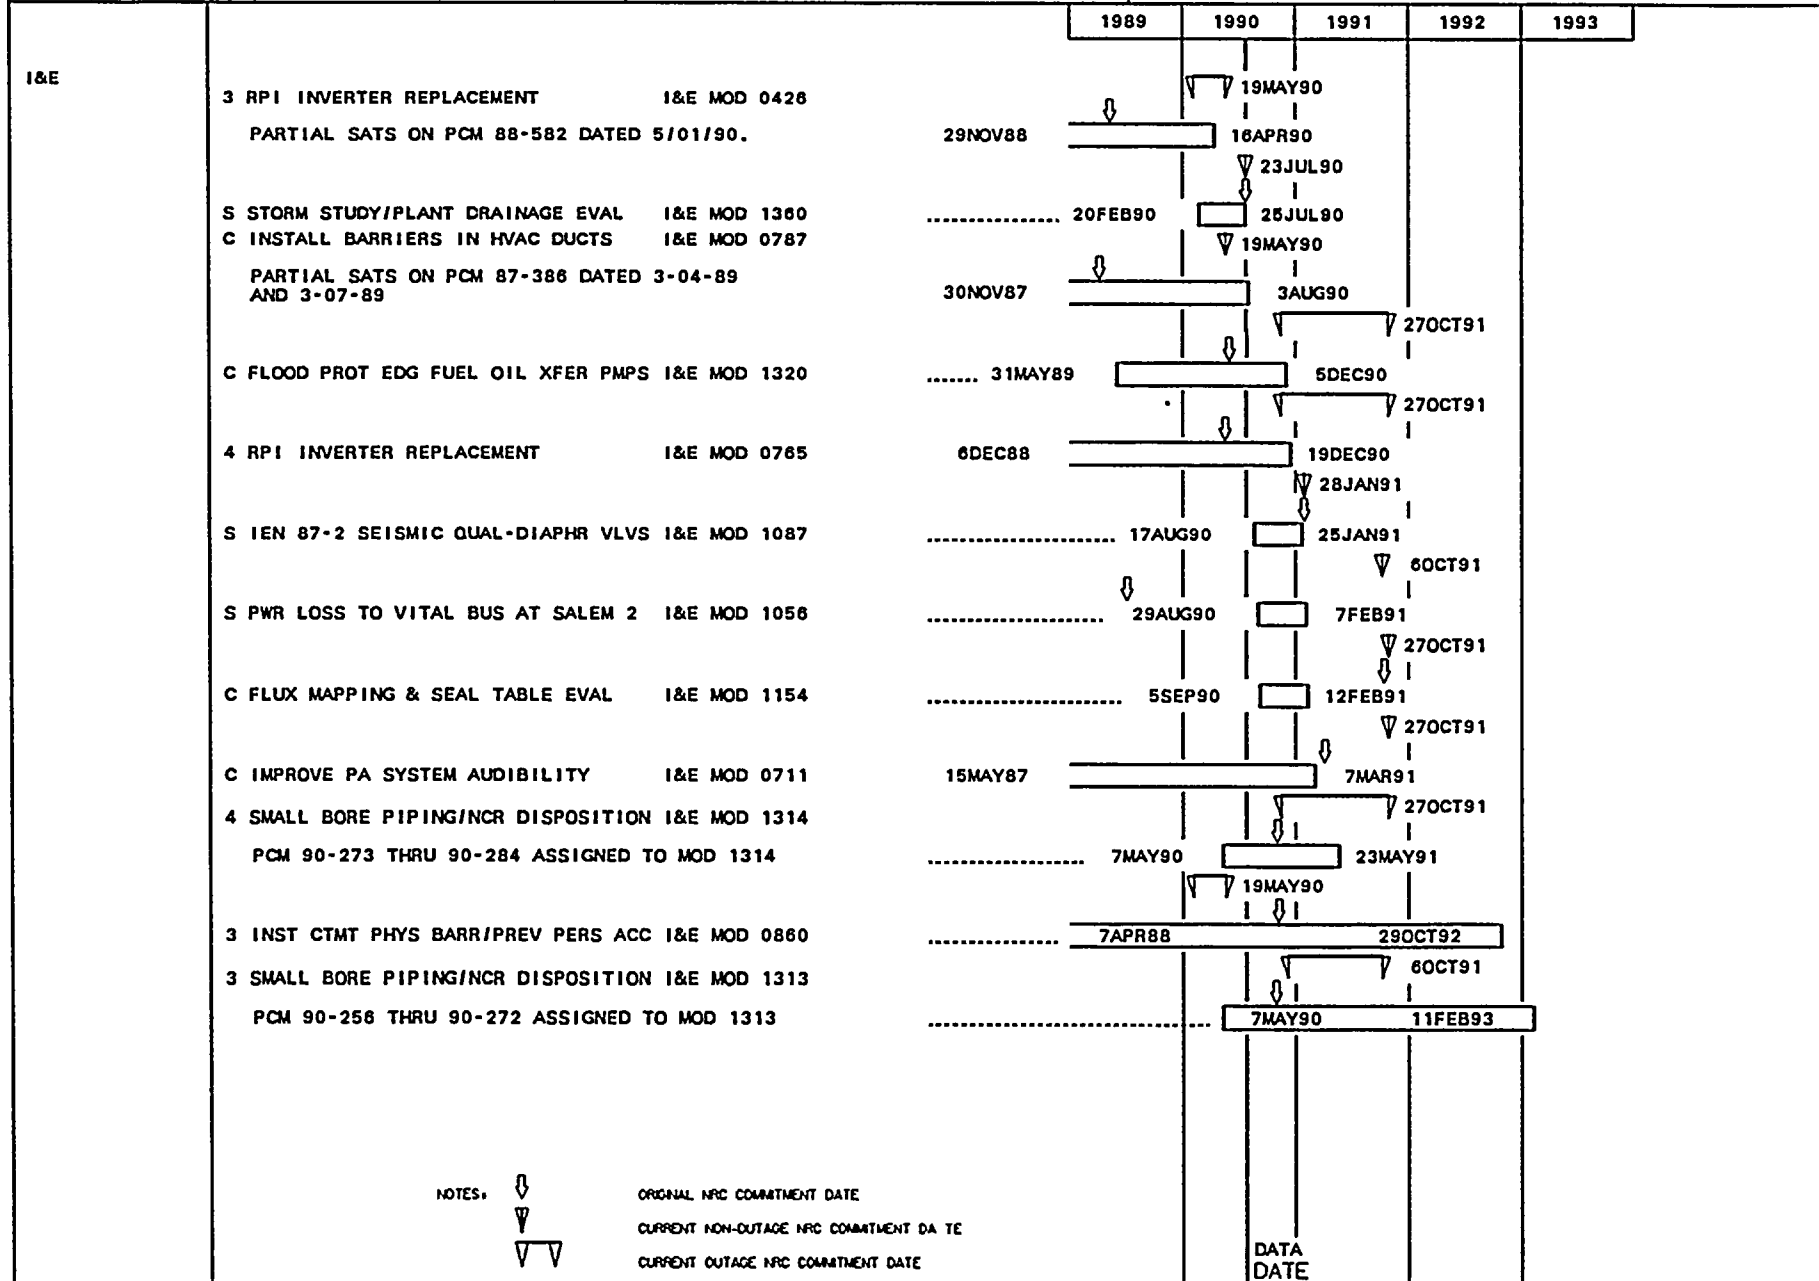 1989 1990 1991 1992 1993
I&E
19MAY90
3 RPI INVERTER REPLACEMENT I&E MOD 0426
PARTIAL SATS ON PCM 88-582 DATED 5/01/90. 29NOV88 16APR90
23JUL90
S STORM STUDY/PLANT DRAINAGE EVAL I&E MOD 1360 20FEB90 25JUL90
C INSTALL BARRIERS IN HVAC DUCTS I&E MOD 0787 19MAY90
PARTIAL SATS ON PCM 87-386 DATED 3-04-89
AND 3-07-89 30NOV87 3AUG90
27OCT91
C FLOOD PROT EDG FUEL OIL XFER PMPS I&E MOD 1320 31MAY89 5DEC90
27OCT91
4 RPI INVERTER REPLACEMENT I&E MOD 0765 6DEC88 19DEC90
28JAN91
S IEN 87-2 SEISMIC QUAL-DIAPHR VLVS I&E MOD 1087 17AUG90 25JAN91
6OCT91
S PWR LOSS TO VITAL BUS AT SALEM 2 I&E MOD 1056 29AUG90 7FEB91
27OCT91
C FLUX MAPPING & SEAL TABLE EVAL I&E MOD 1154 5SEP90 12FEB91
27OCT91
C IMPROVE PA SYSTEM AUDIBILITY I&E MOD 0711 15MAY87 7MAR91
27OCT91
4 SMALL BORE PIPING/NCR DISPOSITION I&E MOD 1314
PCM 90-273 THRU 90-284 ASSIGNED TO MOD 1314 7MAY90 23MAY91
19MAY90
3 INST CTMT PHYS BARR/PREV PERS ACC I&E MOD 0860 7APR88 29OCT92
6OCT91
3 SMALL BORE PIPING/NCR DISPOSITION I&E MOD 1313
PCM 90-256 THRU 90-272 ASSIGNED TO MOD 1313 7MAY90 11FEB93
NOTES: ORIGINAL NRC COMMITMENT DATE
CURRENT NON-OUTAGE NRC COMMITMENT DA TE
CURRENT OUTAGE NRC COMMITMENT DATE
DATA
DATE